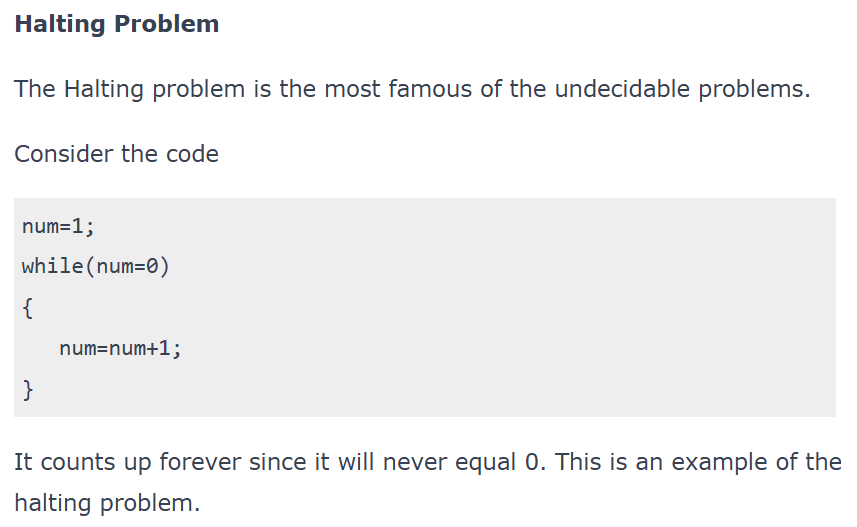 Halting Problem
The Halting problem is the most famous of the undecidable problems.
Consider the code
num=1;
while(num=0)
{
   num=num+1;
}
It counts up forever since it will never equal 0. This is an example of the
halting problem.